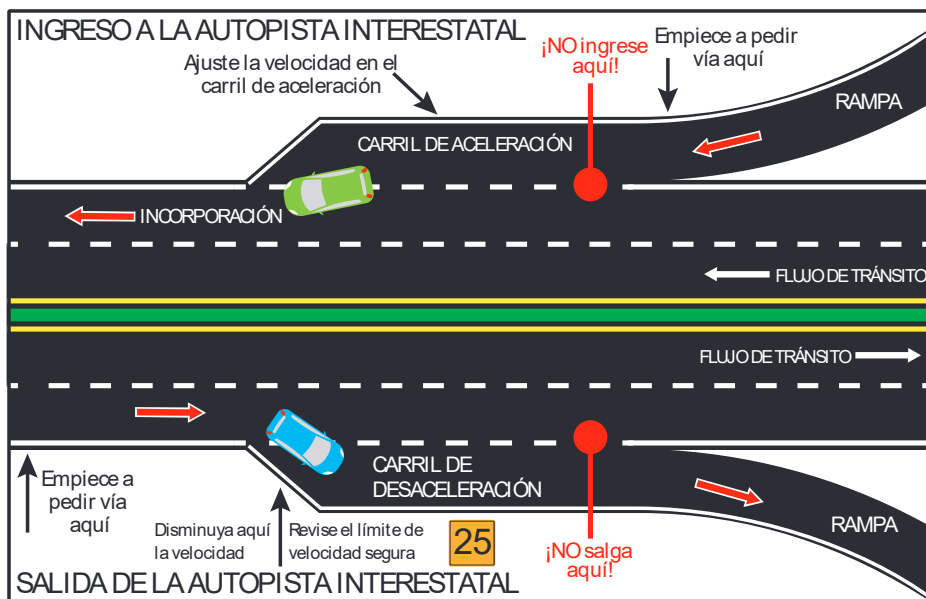 INGRESO A LA AUTOPISTA INTERESTATAL
Ajuste la velocidad en el
carril de aceleración
¡NO ingrese
aquí!
Empiece a pedir
vía aquí
RAMPA
CARRIL DE ACELERACIÓN
INCORPORACIÓN
FLUJO DE TRÁNSITO
FLUJO DE TRÁNSITO
CARRIL DE
DESACELERACIÓN
Empiece a
pedir vía
aquí
Disminuya aquí
la velocidad
Revise el límite de
velocidad segura
25
¡NO salga
aquí!
RAMPA
SALIDA DE LA AUTOPISTA INTERESTATAL